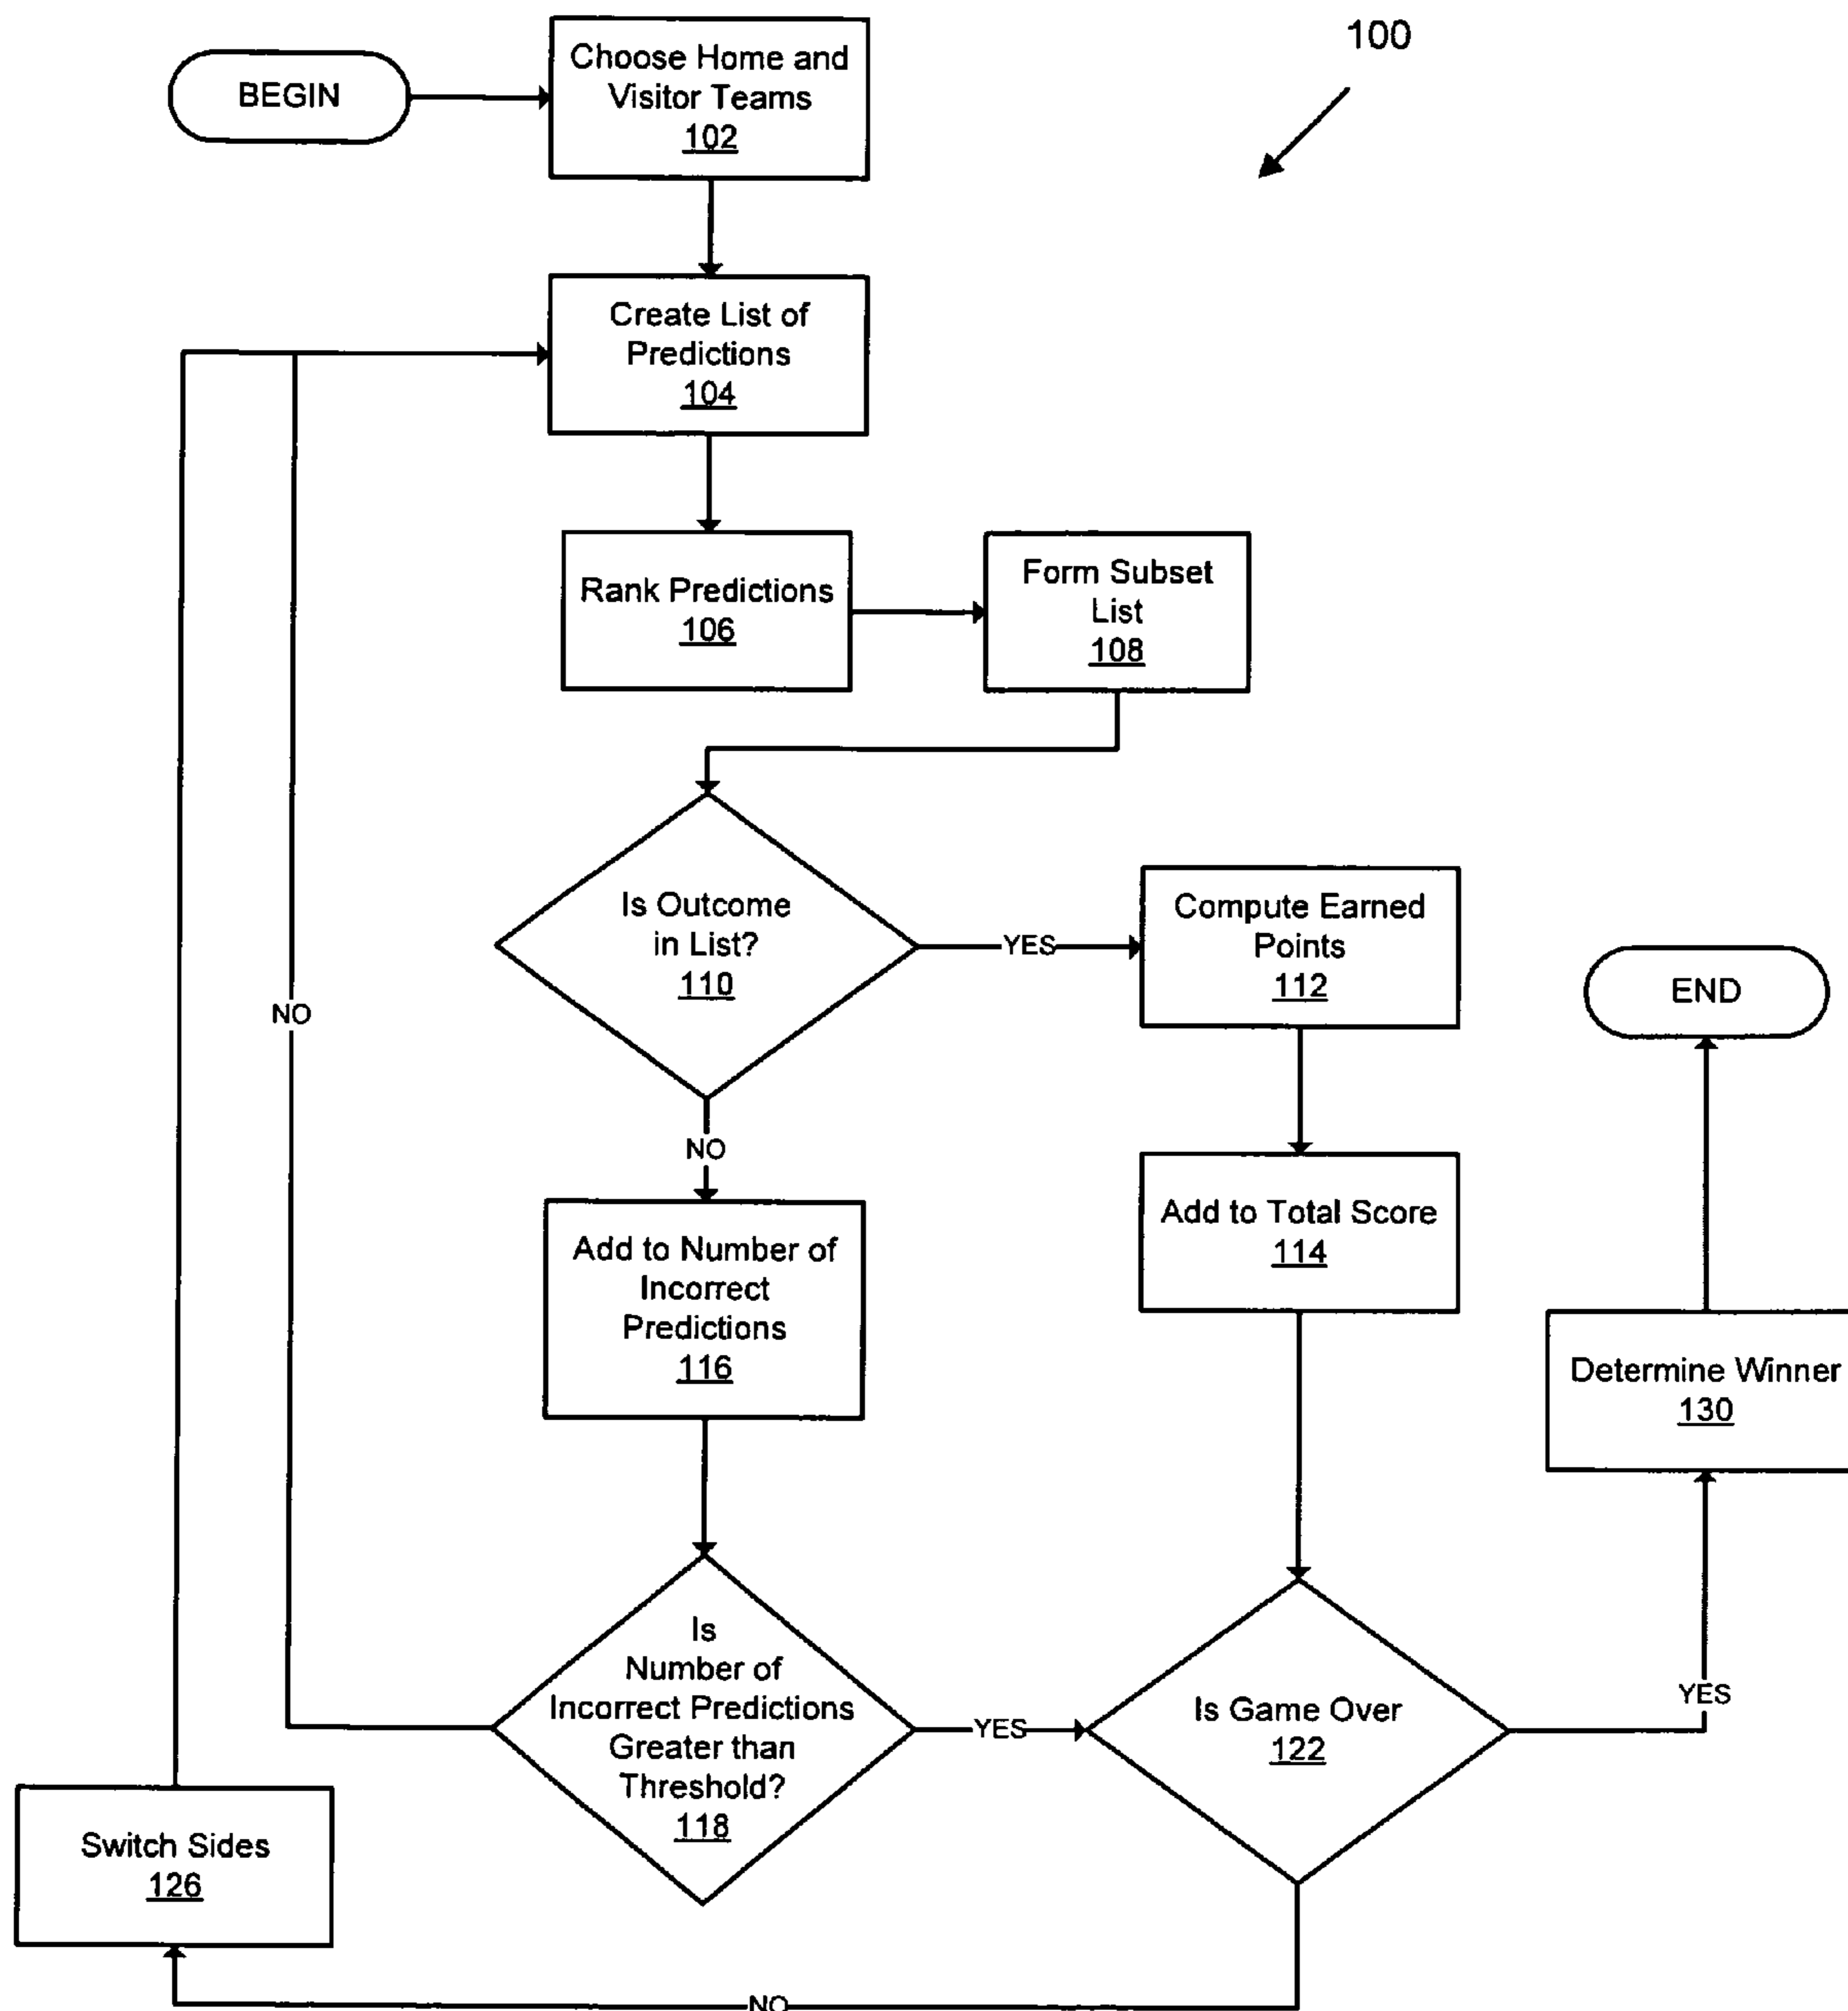 100
BEGIN
Choose Home and
Visitor Teams
102
Create List of
Predictions
104
Rank Predictions
106
Form Subset
List
108
Is Outcome
in List?
110
YES
Compute Earned
Points
112
END
NO
NO
Add to Total Score
114
Add to Number of
Incorrect
Predictions
116
Determine Winner
130
Is
Number of
Incorrect Predictions
Greater than
Threshold?
118
YES
Is Game Over
122
YES
Switch Sides
126
NO